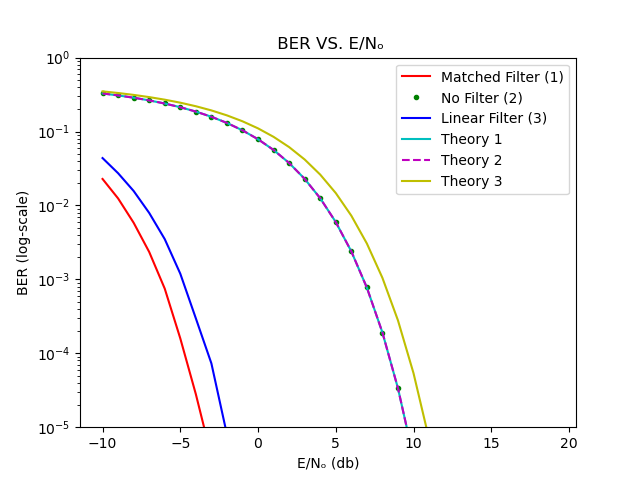 BER VS. E/Nₒ
BER (log-scale)
10⁰
10⁻¹
10⁻²
10⁻³
10⁻⁴
10⁻⁵
Matched Filter (1)
No Filter (2)
Linear Filter (3)
Theory 1
Theory 2
Theory 3
−10 −5 0 5 10 15 20
E/Nₒ (db)